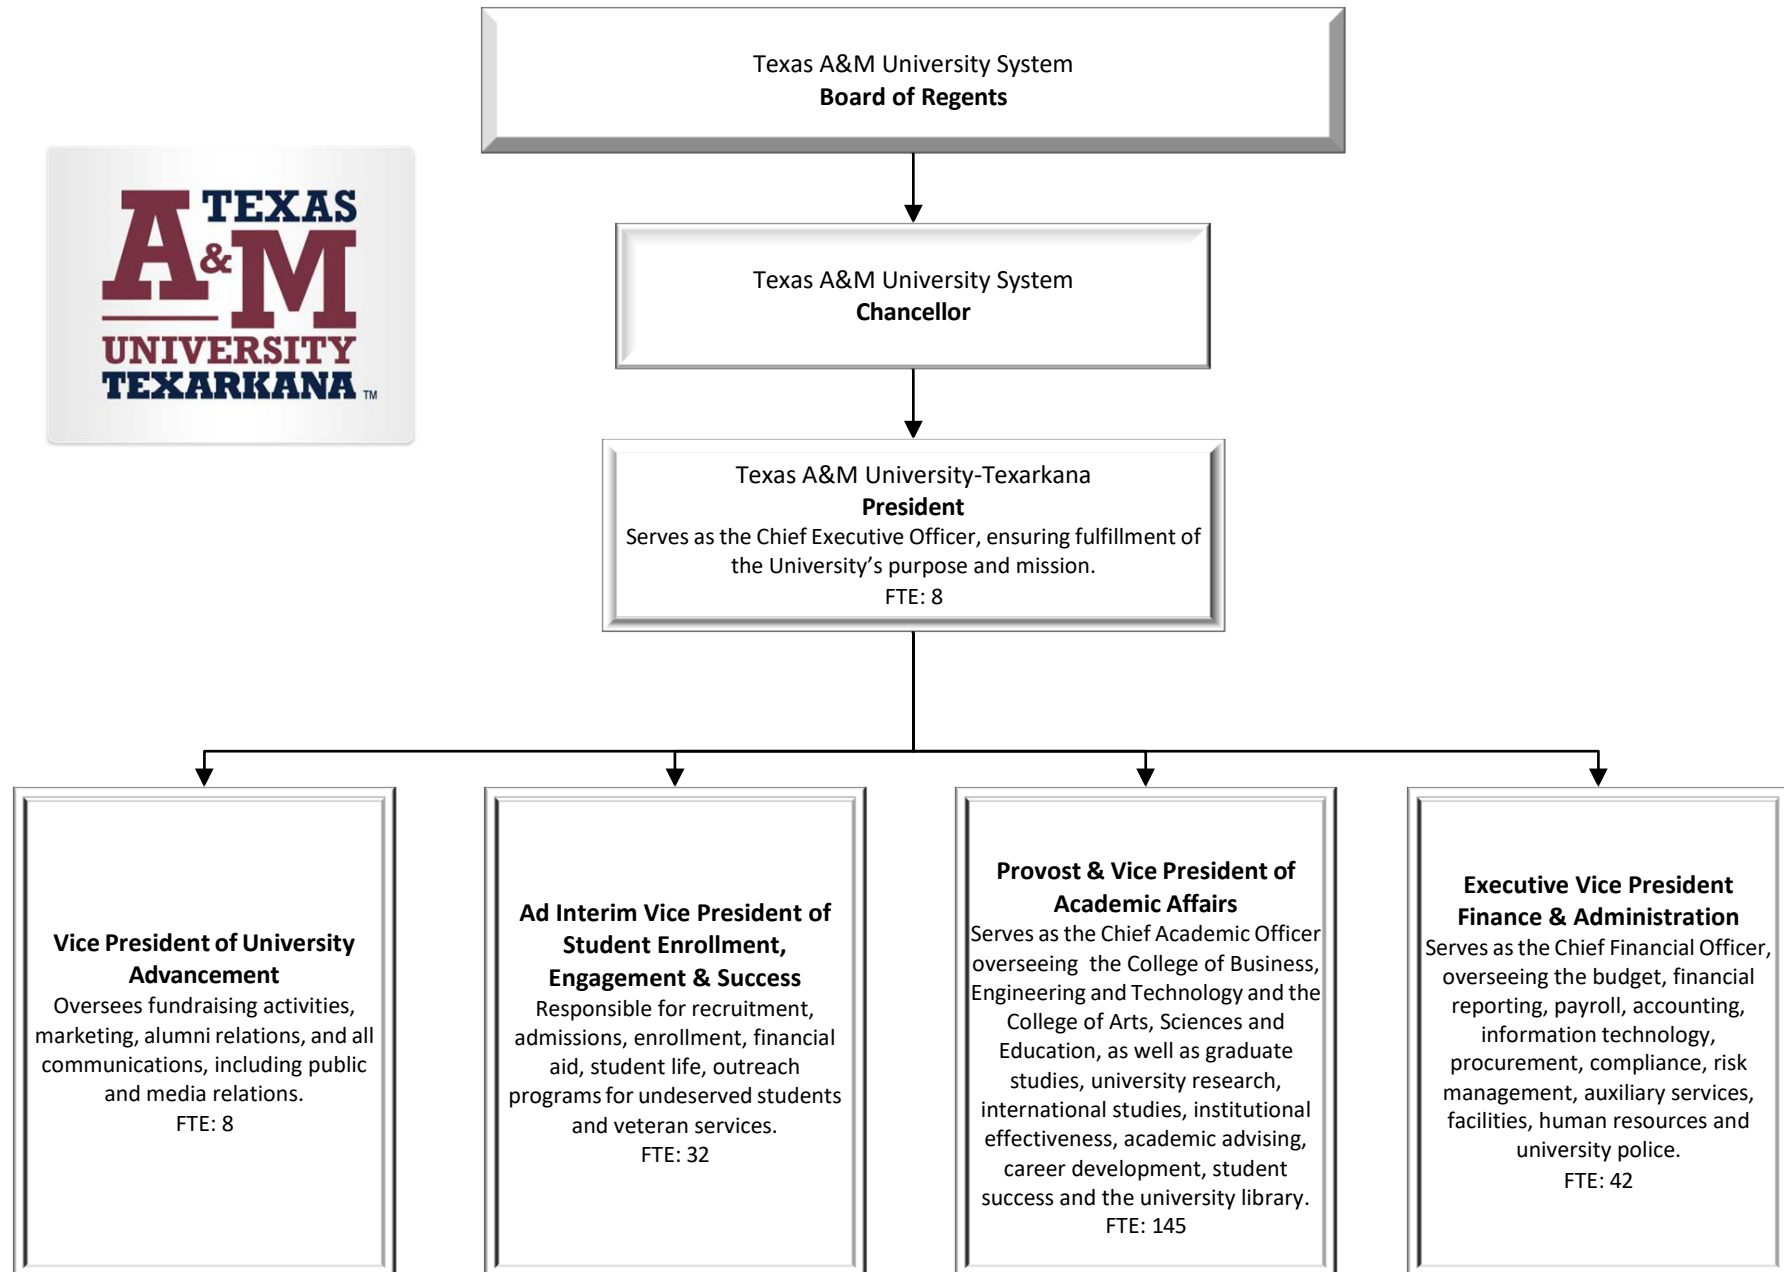 Texas A&M University System
Board of Regents
TEXAS
A&M
UNIVERSITY
TEXARKANA TM
Texas A&M University System
Chancellor
Texas A&M University-Texarkana
President
Serves as the Chief Executive Officer, ensuring fulfillment of
the University’s purpose and mission.
FTE: 8
Vice President of University
Advancement
Oversees fundraising activities,
marketing, alumni relations, and all
communications, including public
and media relations.
FTE: 8
Ad Interim Vice President of
Student Enrollment,
Engagement & Success
Responsible for recruitment,
admissions, enrollment, financial
aid, student life, outreach
programs for undeserved students
and veteran services.
FTE: 32
Provost & Vice President of
Academic Affairs
Serves as the Chief Academic Officer
overseeing the College of Business,
Engineering and Technology and the
College of Arts, Sciences and
Education, as well as graduate
studies, university research,
international studies, institutional
effectiveness, academic advising,
career development, student
success and the university library.
FTE: 145
Executive Vice President
Finance & Administration
Serves as the Chief Financial Officer,
overseeing the budget, financial
reporting, payroll, accounting,
information technology,
procurement, compliance, risk
management, auxiliary services,
facilities, human resources and
university police.
FTE: 42